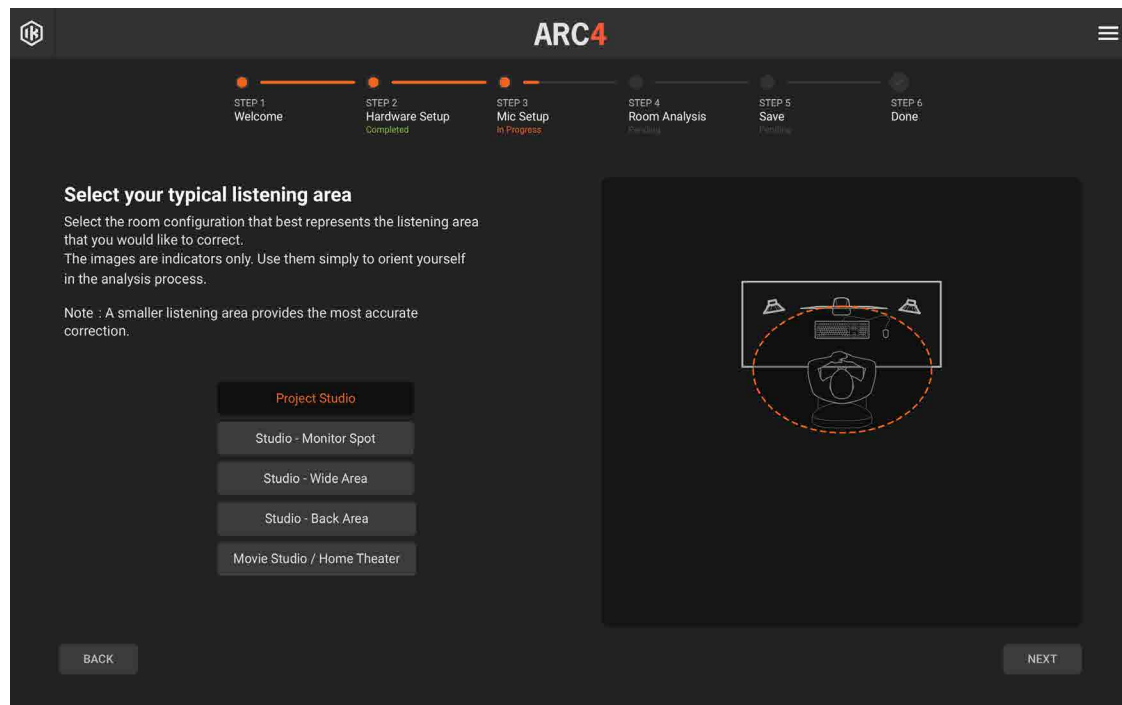 IK
ARC4
STEP 1
Welcome
STEP 2
Hardware Setup
Completed
STEP 3
Mic Setup
In Progress
STEP 4
Room Analysis
Pending
STEP 5
Save
Pending
STEP 6
Done
Select your typical listening area
Select the room configuration that best represents the listening area
that you would like to correct.
The images are indicators only. Use them simply to orient yourself
in the analysis process.
Note : A smaller listening area provides the most accurate
correction.
Project Studio
Studio - Monitor Spot
Studio - Wide Area
Studio - Back Area
Movie Studio / Home Theater
BACK
NEXT